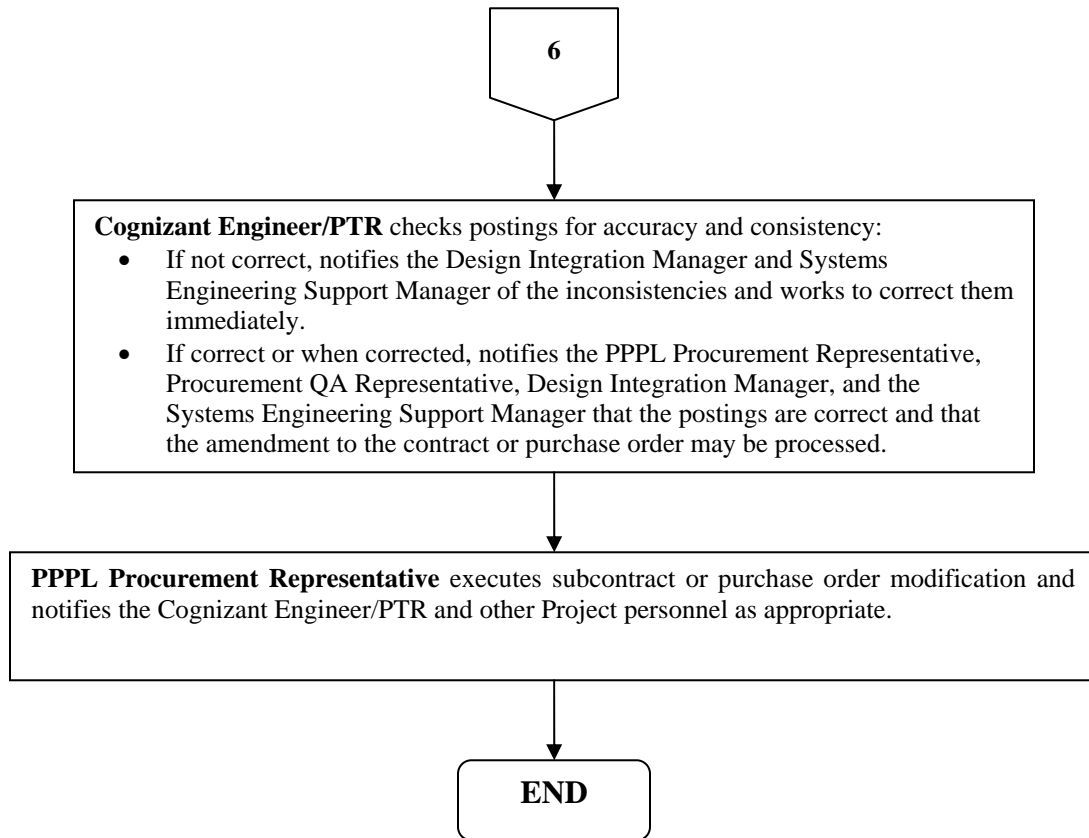 6
Cognizant Engineer/PTR checks postings for accuracy and consistency:
• If not correct, notifies the Design Integration Manager and Systems
Engineering Support Manager of the inconsistencies and works to correct them
immediately.
• If correct or when corrected, notifies the PPPL Procurement Representative,
Procurement QA Representative, Design Integration Manager, and the
Systems Engineering Support Manager that the postings are correct and that
the amendment to the contract or purchase order may be processed.
PPPL Procurement Representative executes subcontract or purchase order modification and
notifies the Cognizant Engineer/PTR and other Project personnel as appropriate.
END